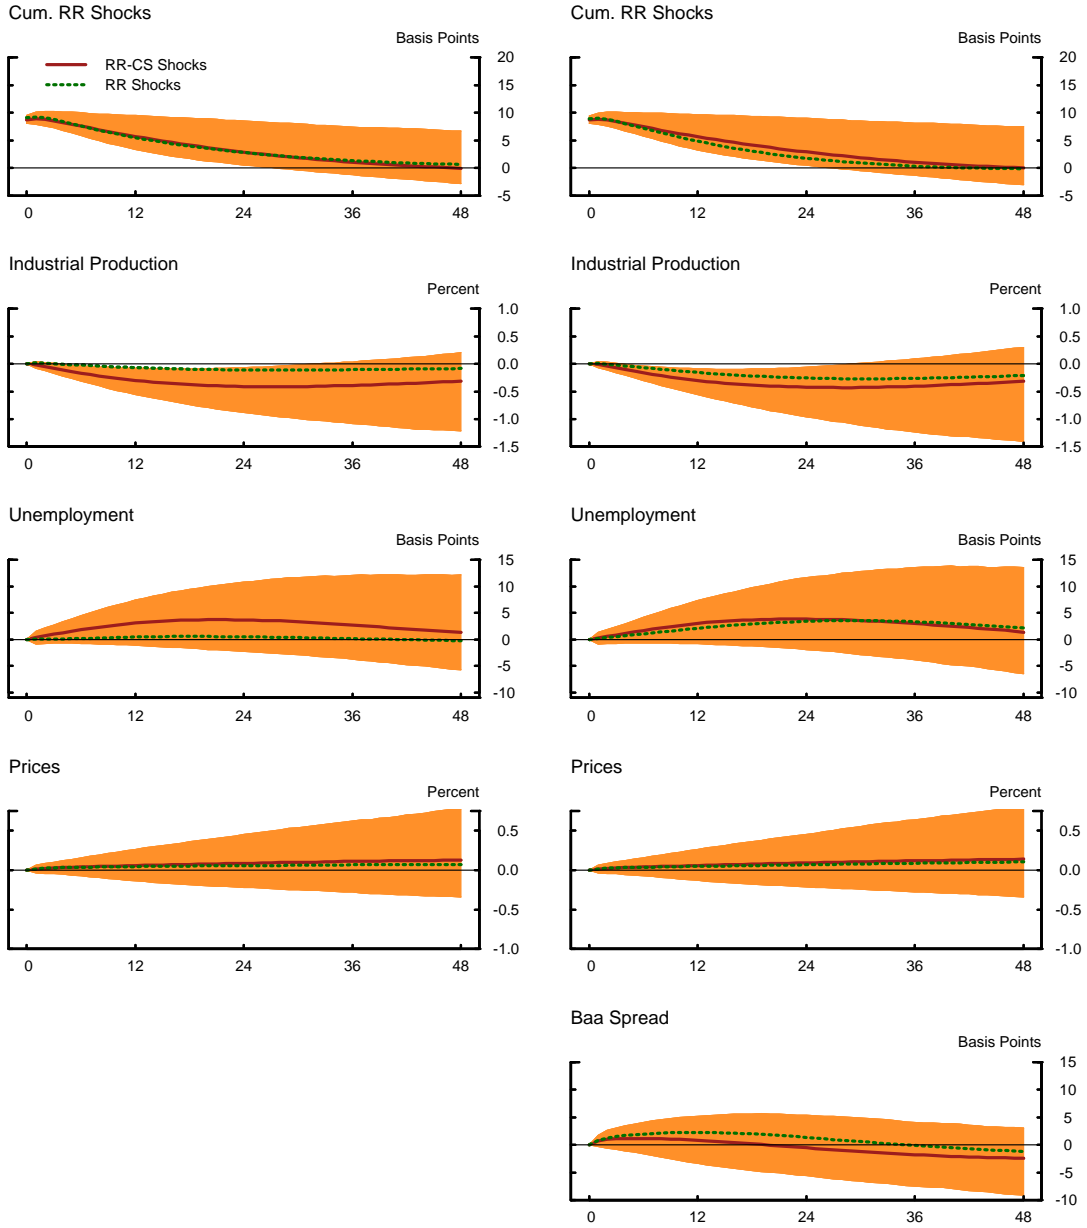 Cum. RR Shocks
Basis Points
RR-CS Shocks
RR Shocks
20
15
10
5
0
-5
0 12 24 36 48
Cum. RR Shocks
Basis Points
20
15
10
5
0
-5
0 12 24 36 48
Industrial Production
Percent
1.0
0.5
0.0
-0.5
-1.0
-1.5
0 12 24 36 48
Industrial Production
Percent
1.0
0.5
0.0
-0.5
-1.0
-1.5
0 12 24 36 48
Unemployment
Basis Points
15
10
5
0
-5
-10
0 12 24 36 48
Unemployment
Basis Points
15
10
5
0
-5
-10
0 12 24 36 48
Prices
Percent
0.5
0.0
-0.5
-1.0
0 12 24 36 48
Prices
Percent
0.5
0.0
-0.5
-1.0
0 12 24 36 48
Baa Spread
Basis Points
15
10
5
0
-5
-10
0 12 24 36 48